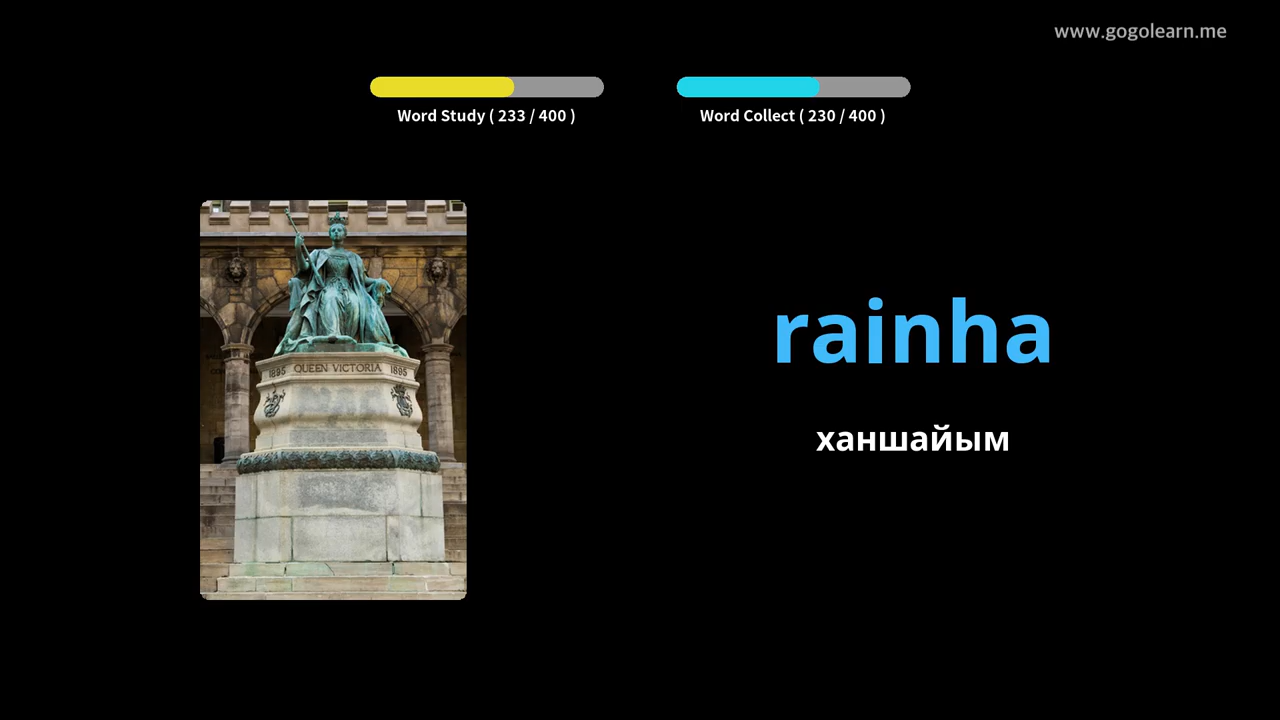 www.gogolearn.me
Word Study ( 233 / 400 )
Word Collect ( 230 / 400 )
1895 QUEEN VICTORIA 1895
rainha
ханшайым